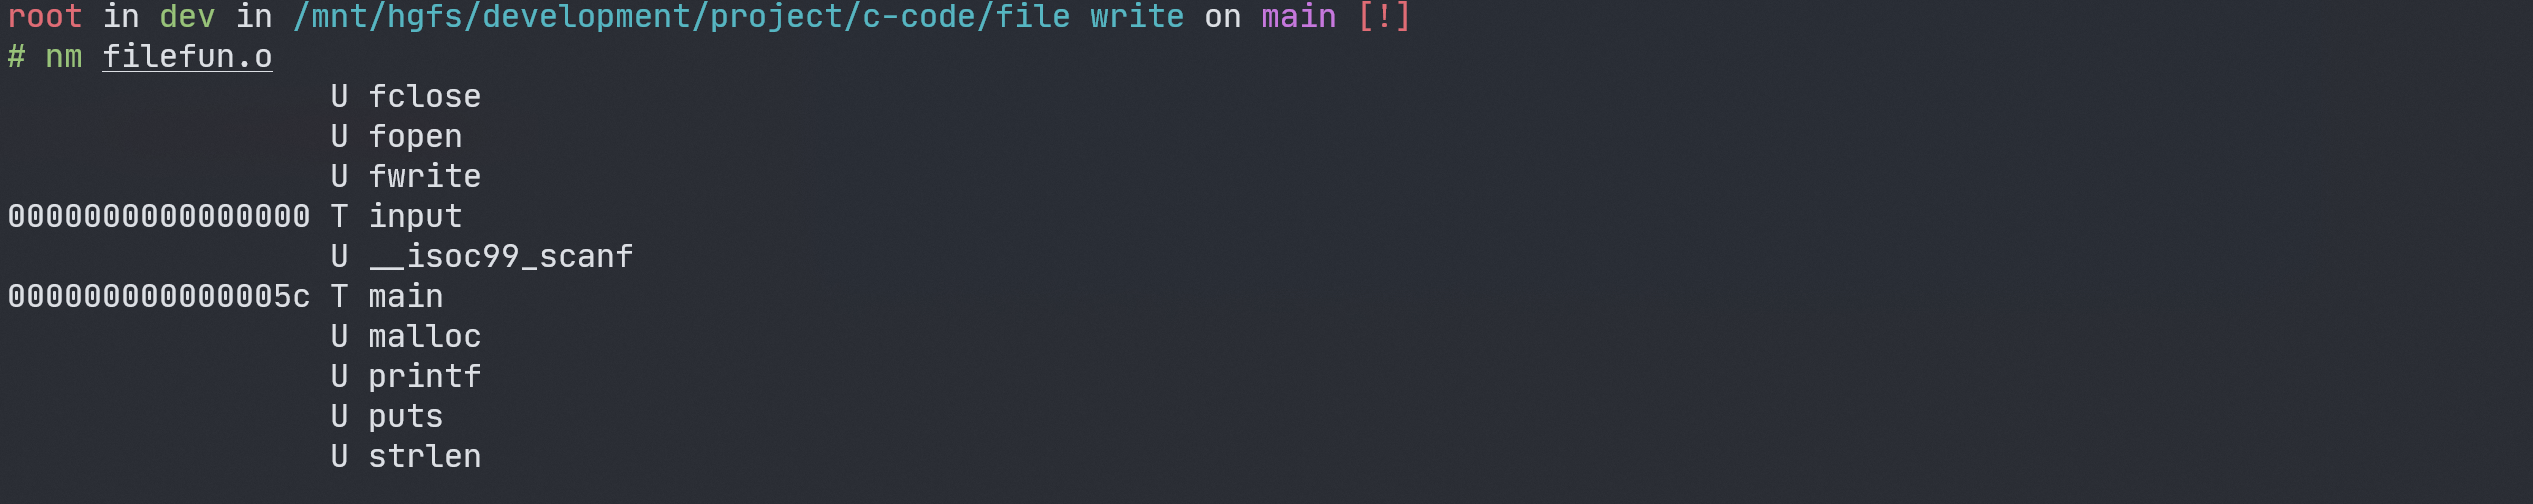 root in dev in /mnt/hgfs/development/project/c-code/file write on main [!]
# nm filefun.o
                 U fclose
                 U fopen
                 U fwrite
0000000000000000 T input
                 U __isoc99_scanf
000000000000005c T main
                 U malloc
                 U printf
                 U puts
                 U strlen